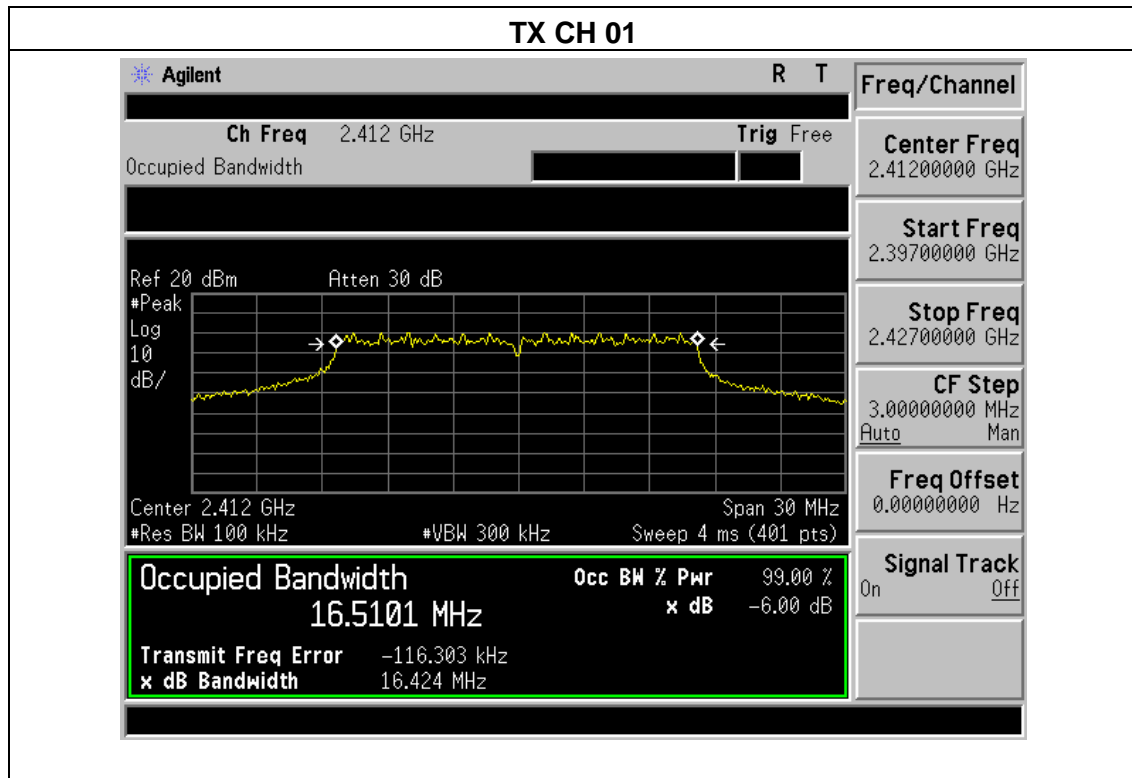 TX CH 01
Agilent
R T
Freq/Channel
Ch Freq 2.412 GHz
Trig Free
Occupied Bandwidth
Center Freq
2.41200000 GHz
Start Freq
2.39700000 GHz
Ref 20 dBm
Atten 30 dB
#Peak
Log
10
dB/
Stop Freq
2.42700000 GHz
CF Step
3.00000000 MHz
Auto Man
Freq Offset
0.00000000 Hz
Center 2.412 GHz
Span 30 MHz
#Res BW 100 kHz
#VBW 300 kHz
Sweep 4 ms (401 pts)
Signal Track
On Off
Occupied Bandwidth
16.5101 MHz
Occ BW % Pwr 99.00 %
x dB -6.00 dB
Transmit Freq Error -116.303 kHz
x dB Bandwidth 16.424 MHz